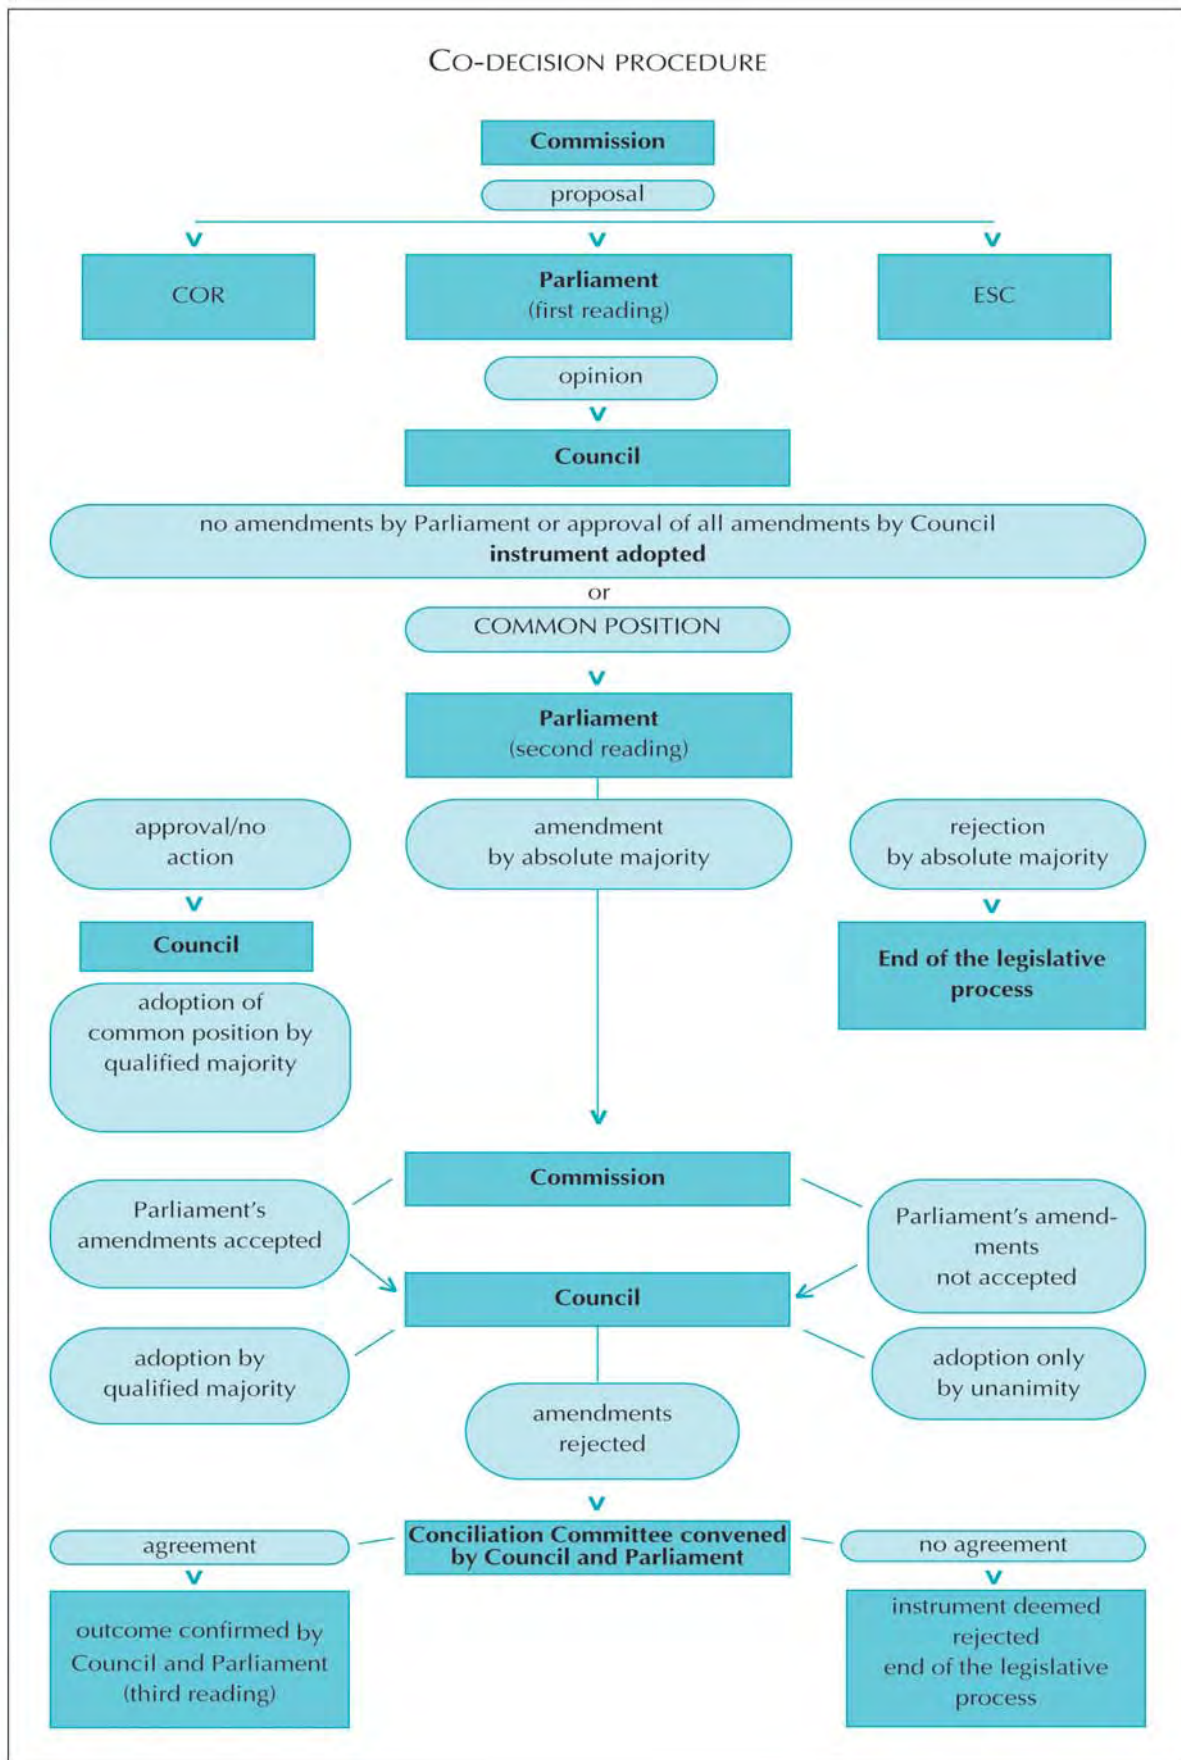 CO-DECISION PROCEDURE
Commission
proposal
COR
Parliament
(first reading)
ESC
opinion
Council
no amendments by Parliament or approval of all amendments by Council
instrument adopted
or
COMMON POSITION
Parliament
(second reading)
approval/no
action
amendment
by absolute majority
rejection
by absolute majority
Council
End of the legislative
process
adoption of
common position by
qualified majority
Commission
Parliament's
amendments accepted
Parliament's amend-
ments
not accepted
Council
adoption by
qualified majority
adoption only
by unanimity
amendments
rejected
agreement
Conciliation Committee convened
by Council and Parliament
no agreement
outcome confirmed by
Council and Parliament
(third reading)
instrument deemed
rejected
end of the legislative
process